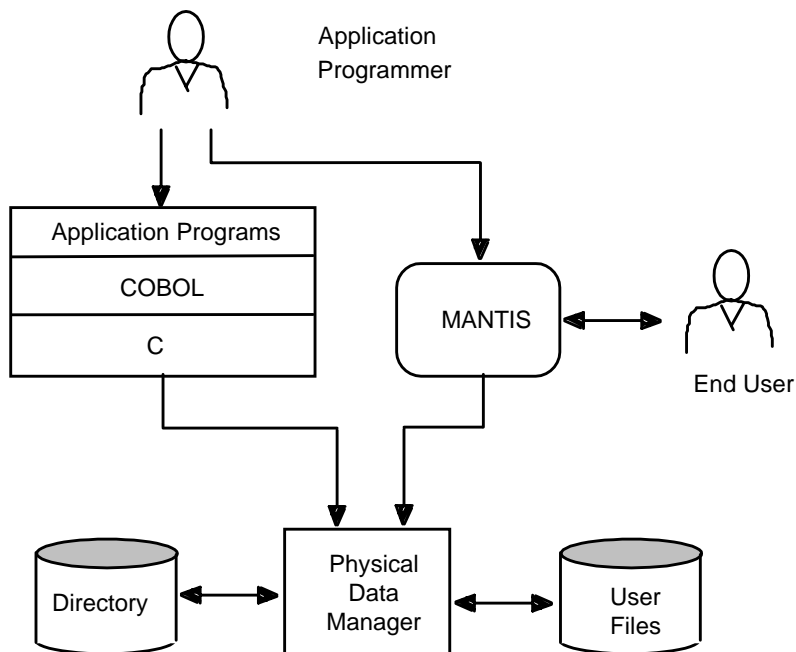 Application
Programmer
Application Programs
COBOL
C
MANTIS
End User
Directory
Physical
Data
Manager
User
Files